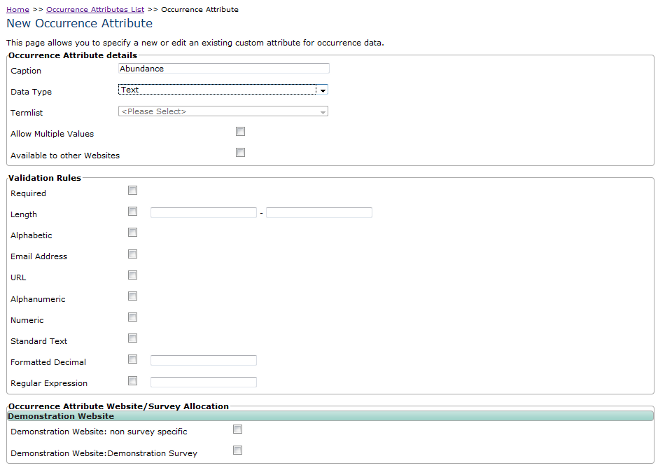 Home >> Occurrence Attributes List >> Occurrence Attribute
New Occurrence Attribute
This page allows you to specify a new or edit an existing custom attribute for occurrence data.
Occurrence Attribute details
Caption Abundance
Data Type Text
Termlist <Please Select>
Allow Multiple Values
Available to other Websites
Validation Rules
Required
Length -
Alphabetic
Email Address
URL
Alphanumeric
Numeric
Standard Text
Formatted Decimal
Regular Expression
Occurrence Attribute Website/Survey Allocation
Demonstration Website
Demonstration Website: non survey specific
Demonstration Website:Demonstration Survey